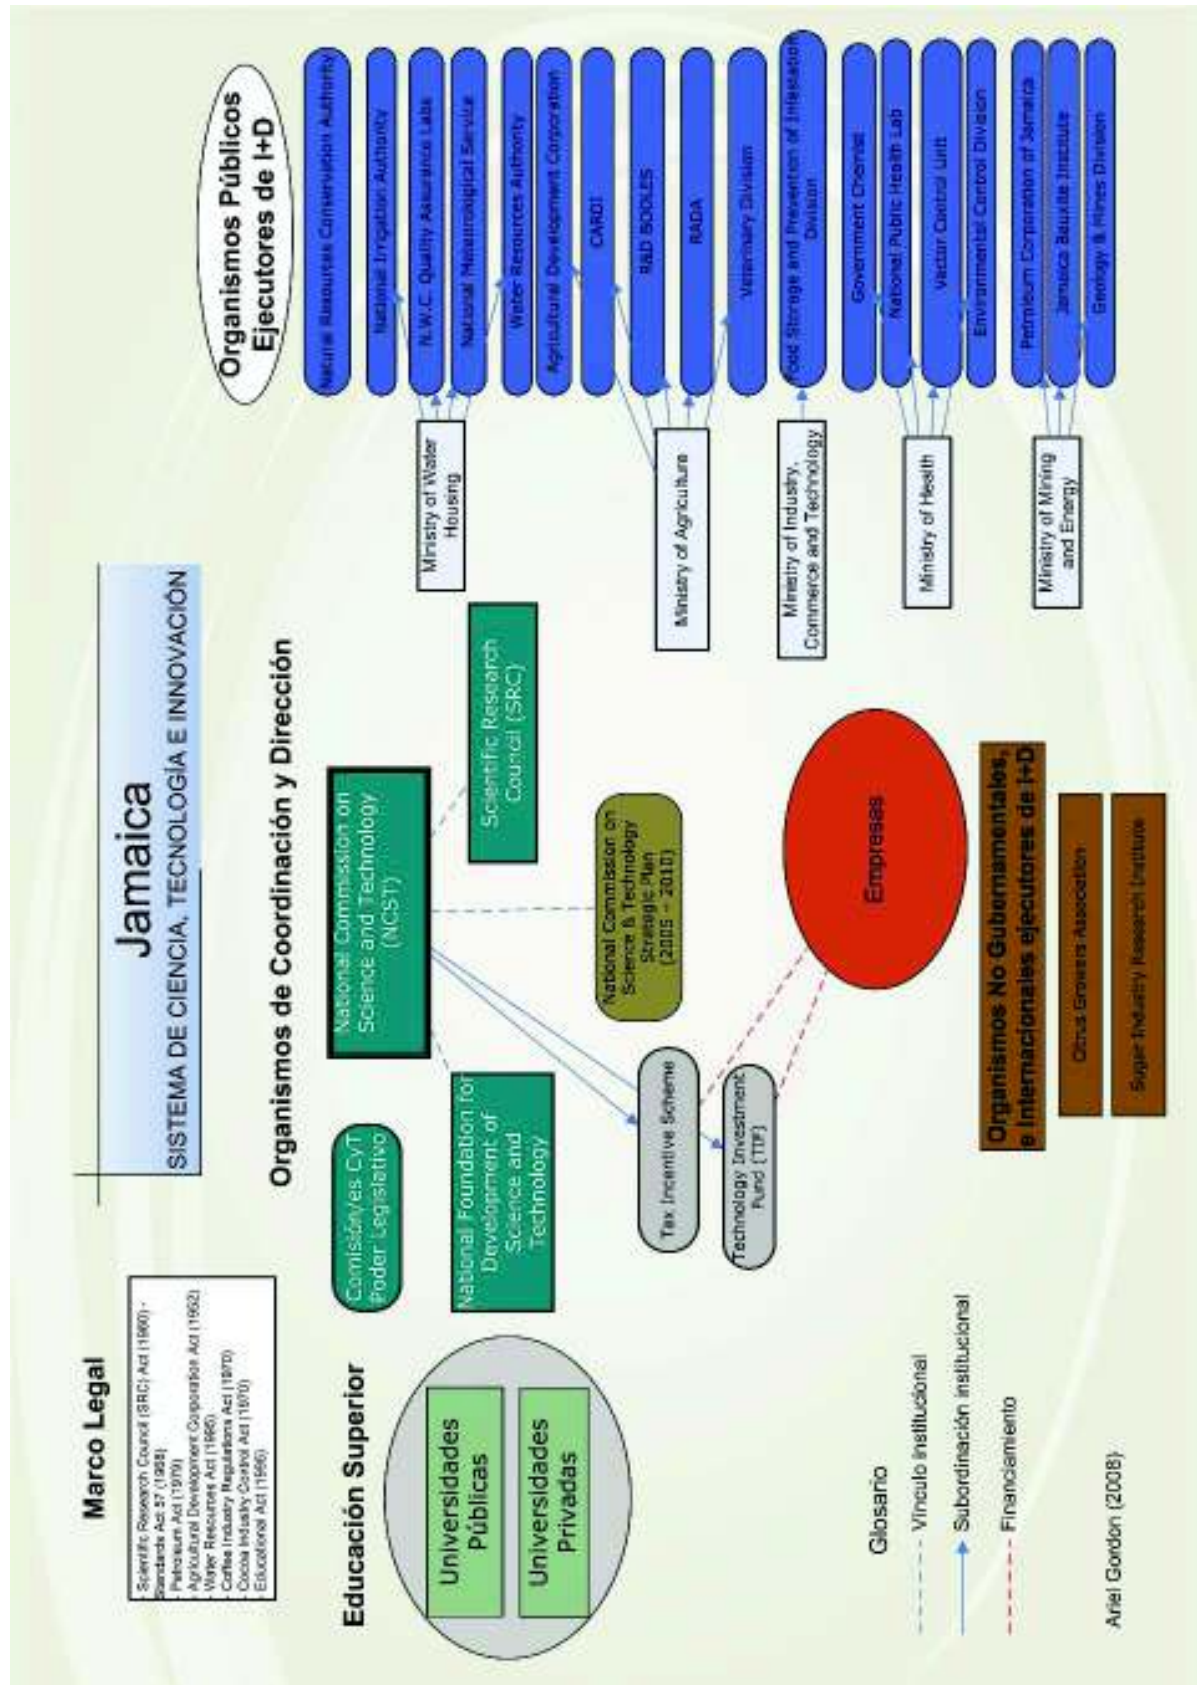 Jamaica
SISTEMA DE CIENCIA, TECNOLOGÍA E INNOVACIÓN
Marco Legal
- Scientific Research Council (SRC) Act (1960) -
Standards Act 57 (1968)
- Petroleum Act (1979)
- Agricultural Development Corporation Act (1952)
- Water Resources Act (1995)
- Coffee Industry Regulations Act (1970)
- Cocoa Industry Control Act (1970)
- Educational Act (1996)
Educación Superior
Universidades
Públicas
Universidades
Privadas
Organismos de Coordinación y Dirección
Comisión/es CyT
Poder Legislativo
National Commission on
Science and Technology
(NCST)
National Foundation for
Development of
Science and
Technology
Scientific Research
Council (SRC)
National Commission on
Science & Technology
Strategic Plan
(2005 - 2010)
Tax Incentive Scheme
Technology Investment
Fund (TIF)
Empresas
Organismos No Gubernamentales,
e Internacionales ejecutores de I+D
Citrus Growers Association
Sugar Industry Research Institute
Organismos Públicos
Ejecutores de I+D
Ministry of Water
Housing
Ministry of Agriculture
Ministry of Industry,
Commerce and Technology
Ministry of Health
Ministry of Mining
and Energy
Natural Resources Conservation Authority
National Irrigation Authority
N.W.C. Quality Assurance Labs
National Meteorological Service
Water Resources Authority
Agricultural Development Corporation
CARDI
R&D BODLES
RADA
Veterinary Division
Food Storage and Prevention of Infestation
Division
Government Chemist
National Public Health Lab
Vector Control Unit
Environmental Control Division
Petroleum Corporation of Jamaica
Jamaica Bauxite Institute
Geology & Mines Division
Glosario
Vínculo institucional
Subordinación institucional
Financiamiento
Ariel Gordon (2008)